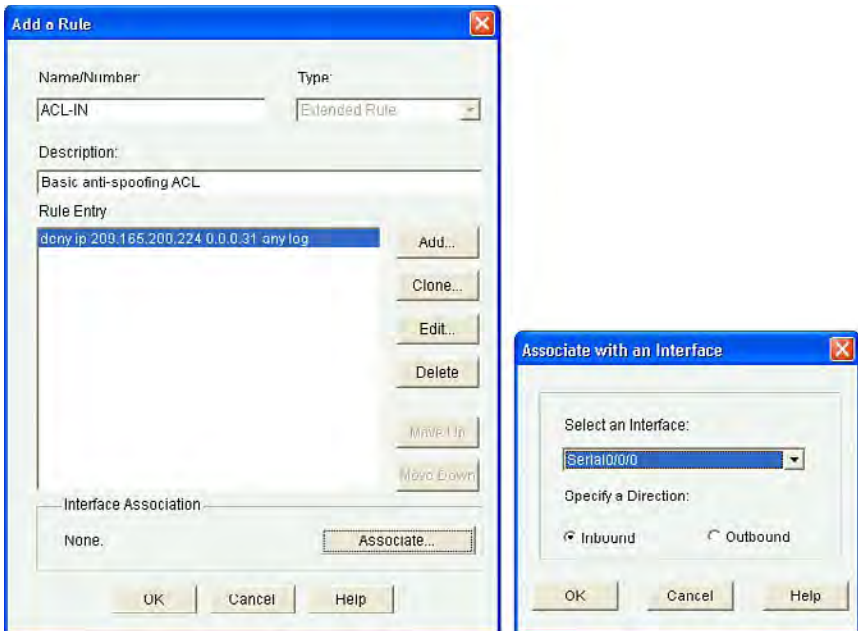 Add a Rule
Name/Number:
Type:
ACL-IN
Extended Rule
Description:
Basic anti-spoofing ACL
Rule Entry
deny ip 209.165.200.224 0.0.0.31 any log
Add...
Clone...
Edit...
Delete
Move Up
Move Down
Interface Association
None.
Associate...
OK
Cancel
Help
Associate with an Interface
Select an Interface:
Serial0/0/0
Specify a Direction:
Inbound
Outbound
OK
Cancel
Help